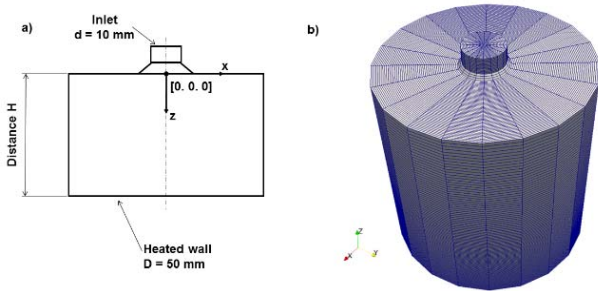 a)
Inlet
d = 10 mm
x
[0. 0. 0]
z
Distance H
Heated wall
D = 50 mm
b)
z
x
y